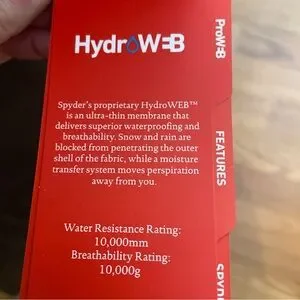 HydroWEB
Spyder's proprietary HydroWEB™
is an ultra-thin membrane that
delivers superior waterproofing and
breathability. Snow and rain are
blocked from penetrating the outer
shell of the fabric, while a moisture
transfer system moves perspiration
away from you.
Water Resistance Rating:
10,000mm
Breathability Rating:
10,000g
ProWEB
FEATURES